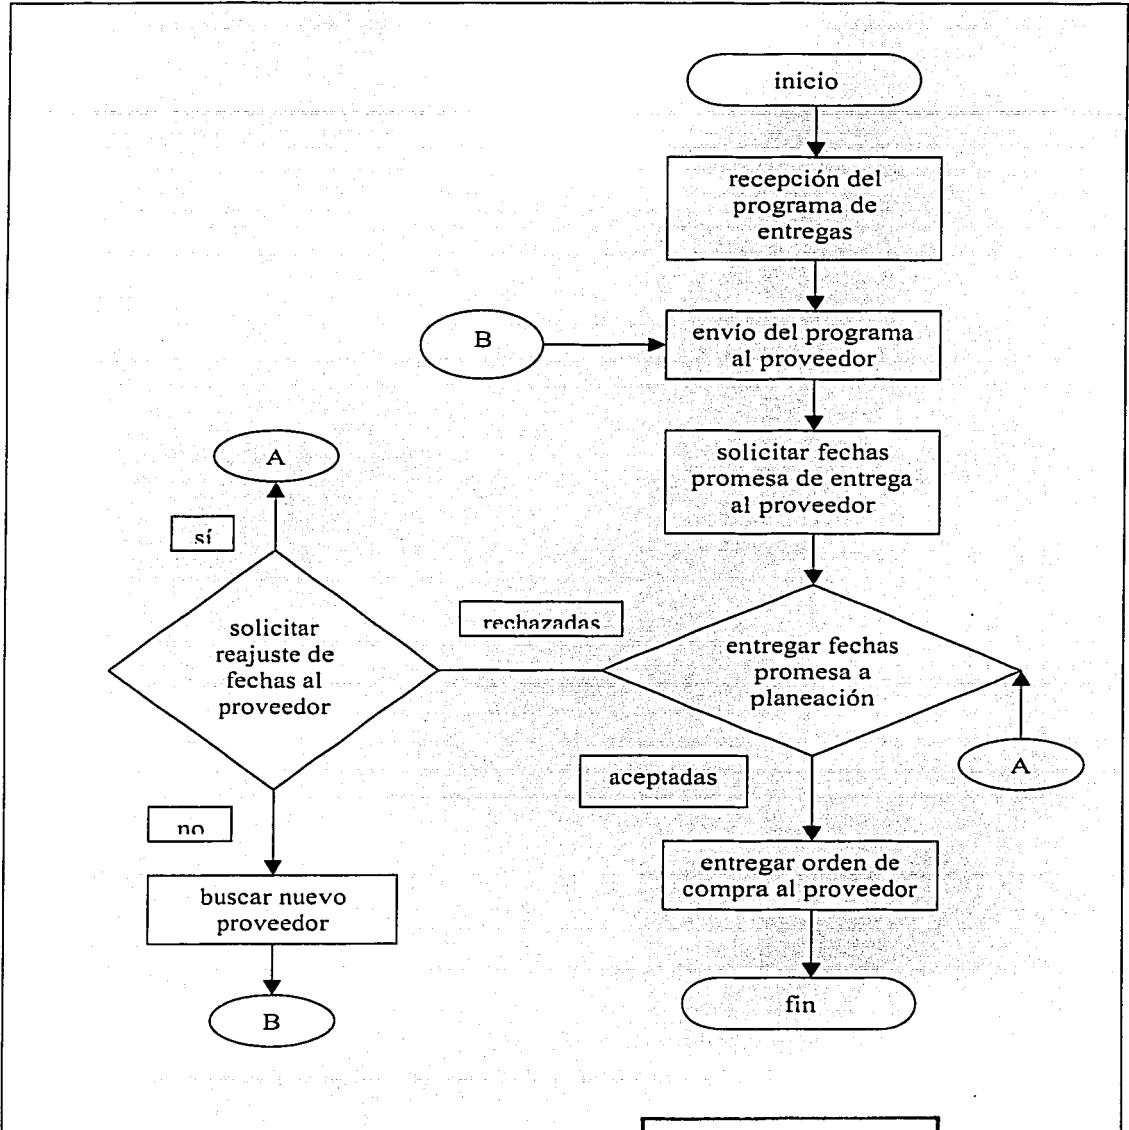 inicio
recepción del
programa de
entregas
B
envío del programa
al proveedor
A
solicitar fechas
promesa de entrega
al proveedor
sí
rechazadas
solicitar
reajuste de
fechas al
proveedor
entregar fechas
promesa a
planeación
A
aceptadas
no
entregar orden de
compra al proveedor
buscar nuevo
proveedor
B
fin